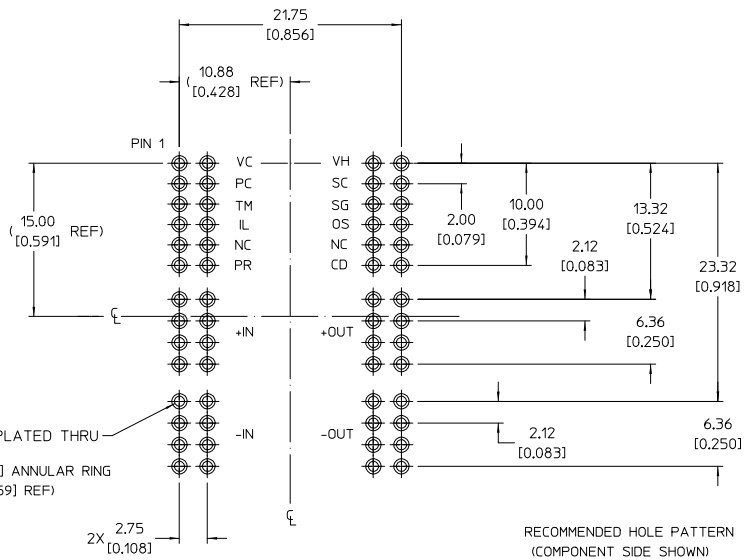 21.75
[0.856]
10.88
( [0.428] REF)
PIN 1
VC VH
PC SC
TM SG
IL OS
NC NC
PR CD
+IN +OUT
-IN -OUT
15.00
( [0.591] REF)
2.00
[0.079]
10.00
[0.394]
13.32
[0.524]
2.12
[0.083]
23.32
[0.918]
6.36
[0.250]
2.12
[0.083]
6.36
[0.250]
PLATED THRU
] ANNULAR RING
59] REF)
2X 2.75
[0.108]
℄
℄
RECOMMENDED HOLE PATTERN
(COMPONENT SIDE SHOWN)